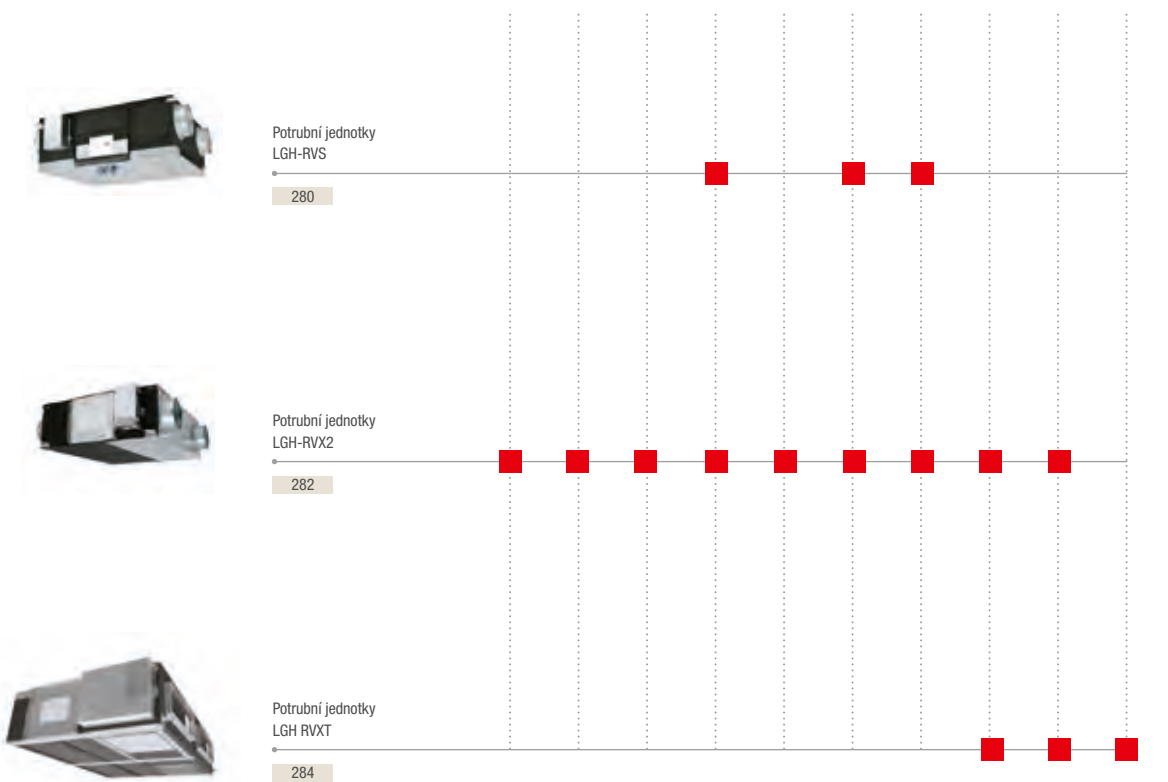 Potrubní jednotky
LGH-RVS
280
Potrubní jednotky
LGH-RVX2
282
Potrubní jednotky
LGH RVXT
284